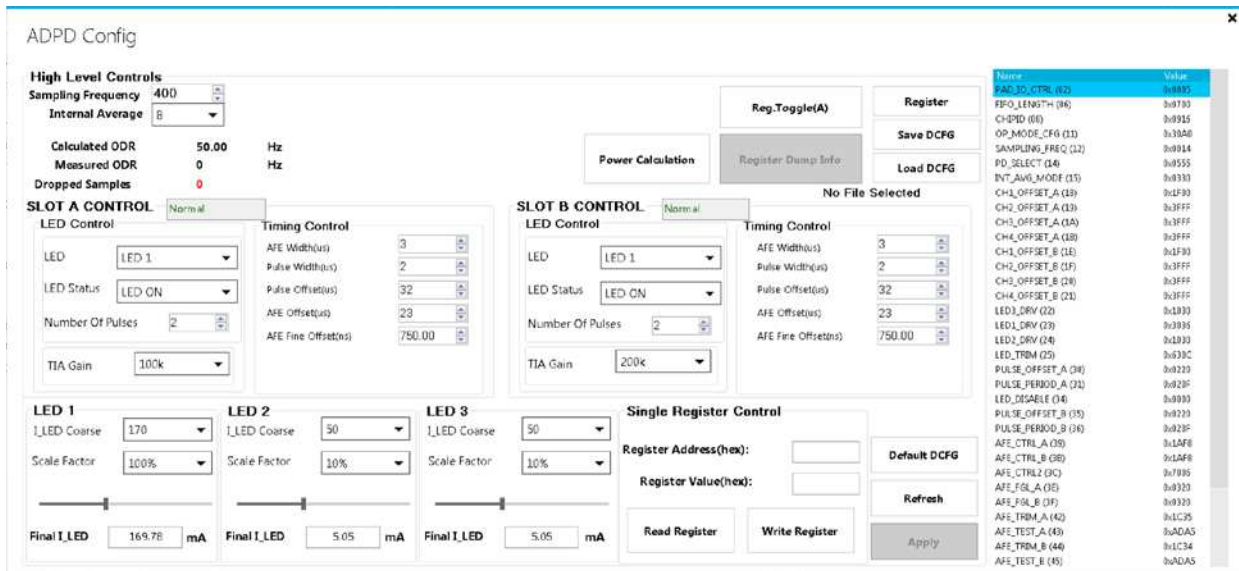 ADPD Config
High Level Controls
Sampling Frequency 400
Internal Average 8
Calculated ODR 50.00 Hz
Measured ODR 0 Hz
Dropped Samples 0
Reg.Toggle(A)
Register
Save DCFG
Power Calculation
Register Dump Info
Load DCFG
No File Selected
SLOT A CONTROL Normal
LED Control
LED LED 1
LED Status LED ON
Number Of Pulses 2
TIA Gain 100k
Timing Control
AFE Width(us) 3
Pulse Width(us) 2
Pulse Offset(us) 32
AFE Offset(us) 23
AFE Fine Offset(ns) 750.00
SLOT B CONTROL Normal
LED Control
LED LED 1
LED Status LED ON
Number Of Pulses 2
TIA Gain 200k
Timing Control
AFE Width(us) 3
Pulse Width(us) 2
Pulse Offset(us) 32
AFE Offset(us) 23
AFE Fine Offset(ns) 750.00
LED 1
I_LED Coarse 170
Scale Factor 100%
Final I_LED 169.78 mA
LED 2
I_LED Coarse 50
Scale Factor 10%
Final I_LED 5.05 mA
LED 3
I_LED Coarse 50
Scale Factor 10%
Final I_LED 5.05 mA
Single Register Control
Register Address(hex):
Register Value(hex):
Read Register
Write Register
Default DCFG
Refresh
Apply
Name Value
PAD_IO_CTRL (02)
FIFO_LENGTH (06) 0x0700
CHIPID (08) 0x0916
OP_MODE_CFG (11) 0x30A0
SAMPLING_FREQ (12) 0x0014
PD_SELECT (14) 0x0555
INT_AVG_MODE (15) 0x0330
CH1_OFFSET_A (18) 0x1F00
CH2_OFFSET_A (19) 0x3FFF
CH3_OFFSET_A (1A) 0x3FFF
CH4_OFFSET_A (1B) 0x3FFF
CH1_OFFSET_B (1E) 0x1F00
CH2_OFFSET_B (1F) 0x3FFF
CH3_OFFSET_B (20) 0x3FFF
CH4_OFFSET_B (21) 0x3FFF
LED3_DRV (22)
LED1_DRV (23)
LED2_DRV (24)
LED_TRIM (25) 0x630C
PULSE_OFFSET_A (30) 0x0220
PULSE_PERIOD_A (31)
LED_DISABLE (34) 0x0000
PULSE_OFFSET_B (35) 0x0220
PULSE_PERIOD_B (36)
AFE_CTRL_A (39) 0x1AF8
AFE_CTRL_B (3B) 0x1AF8
AFE_CTRL2 (3C)
AFE_FGL_A (3E) 0x0320
AFE_FGL_B (3F) 0x0320
AFE_TRIM_A (42) 0x1C35
AFE_TEST_A (43) 0xADA5
AFE_TRIM_B (44) 0x1C34
AFE_TEST_B (45) 0xADA5